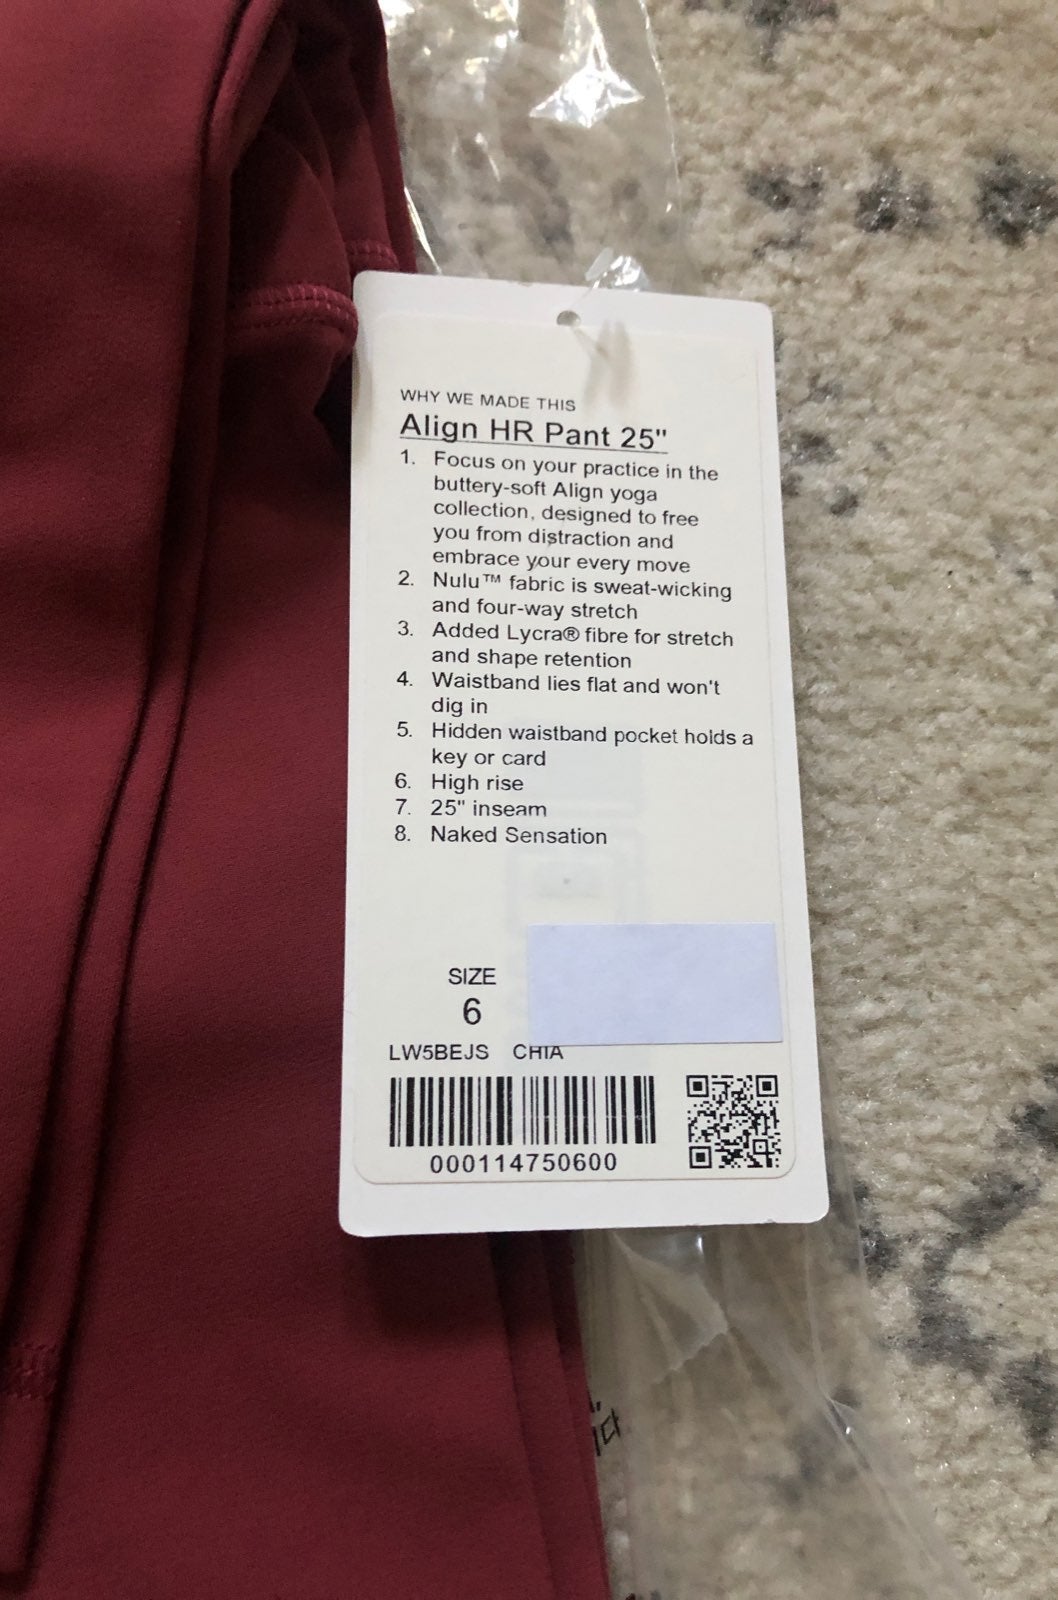 WHY WE MADE THIS
Align HR Pant 25"
1. Focus on your practice in the
buttery-soft Align yoga
collection, designed to free
you from distraction and
embrace your every move
2. Nulu™ fabric is sweat-wicking
and four-way stretch
3. Added Lycra® fibre for stretch
and shape retention
4. Waistband lies flat and won't
dig in
5. Hidden waistband pocket holds a
key or card
6. High rise
7. 25" inseam
8. Naked Sensation
SIZE
6
LW5BEJS CHIA
000114750600